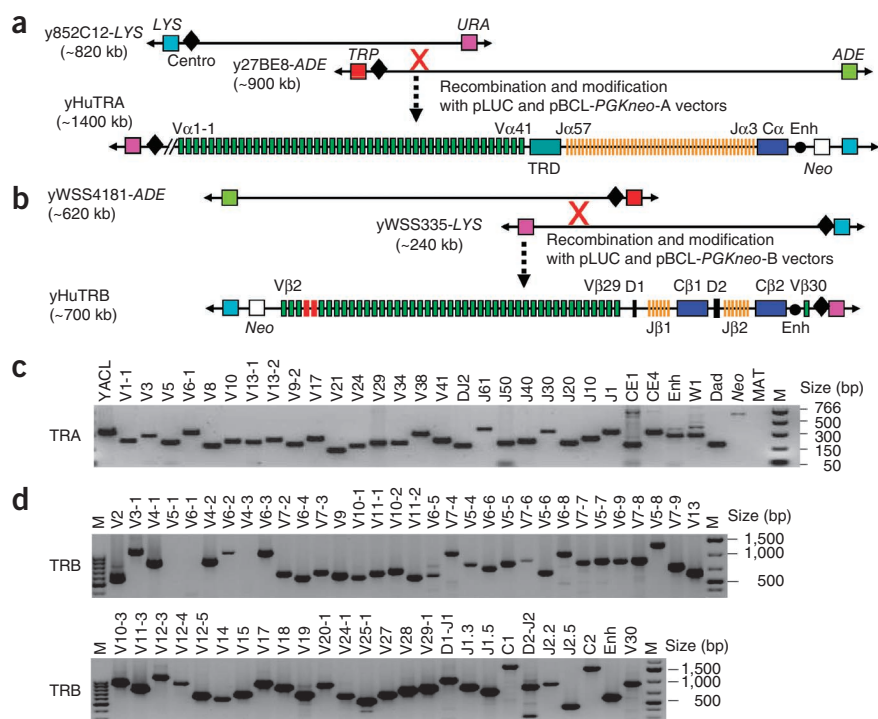 a
y852C12-LYS
(~820 kb)
LYS
Centro
URA
y27BE8-ADE
(~900 kb)
TRP
ADE
Recombination and modification
with pLUC and pBCL-PGKneo-A vectors
yHuTRA
(~1400 kb)
Vα1-1
Vα41
Jα57
Jα3
Cα
Enh
TRD
Neo
b
yWSS4181-ADE
(~620 kb)
yWSS335-LYS
(~240 kb)
Recombination and modification
with pLUC and pBCL-PGKneo-B vectors
yHuTRB
(~700 kb)
Vβ2
Vβ29
D1
Cβ1
D2
Cβ2
Vβ30
Neo
Jβ1
Jβ2
Enh
c
YACL V1-1 V3 V5 V6-1 V8 V10 V13-1 V13-2 V9-2 V17 V21 V24 V29 V34 V38 V41 DJ2 J61 J50 J40 J30 J20 J10 J1 CE1 CE4 Enh W1 Dad Neo MAT M
Size (bp)
TRA
766
500
300
150
50
d
M V2 V3-1 V4-1 V5-1 V6-1 V4-2 V6-2 V4-3 V6-3 V7-2 V6-4 V7-3 V9 V10-1 V11-1 V10-2 V11-2 V6-5 V7-4 V5-4 V6-6 V5-5 V7-6 V5-6 V6-8 V7-7 V5-7 V6-9 V7-8 V5-8 V7-9 V13 M
Size (bp)
TRB
1,500
1,000
500
M V10-3 V11-3 V12-3 V12-4 V12-5 V14 V15 V17 V18 V19 V20-1 V24-1 V25-1 V27 V28 V29-1 D1-J1 J1.3 J1.5 C1 D2-J2 J2.2 J2.5 C2 Enh V30 M
Size (bp)
TRB
1,500
1,000
500